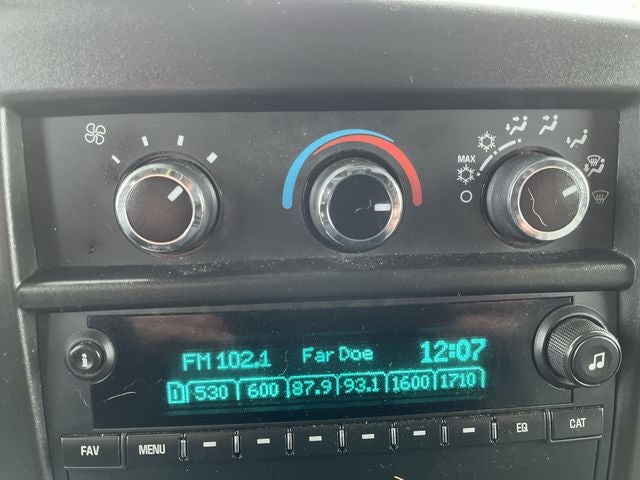 MAX
FM 102.1 Far Doe 12:07
1 530 600 87.9 93.1 1600 1710
i
FAV MENU EQ CAT